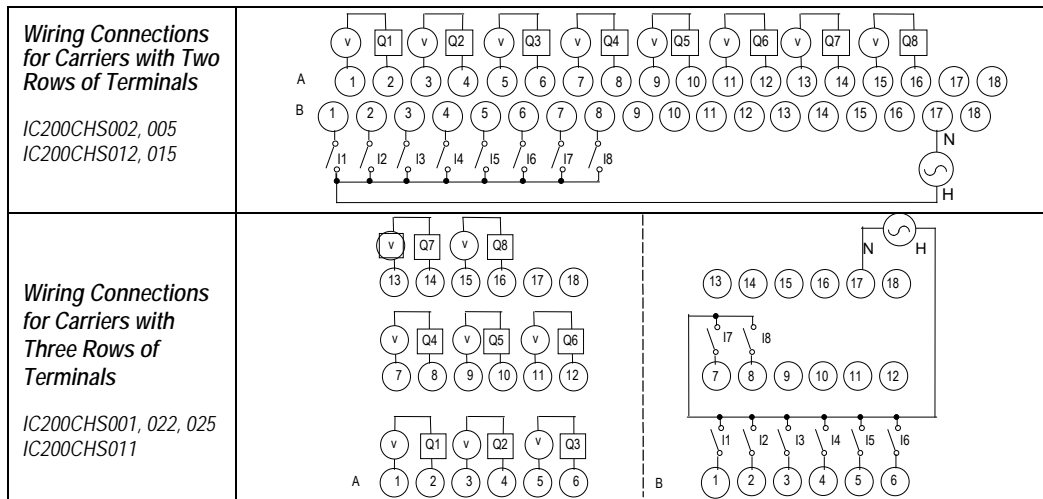 Wiring Connections
for Carriers with Two
Rows of Terminals
IC200CHS002, 005
IC200CHS012, 015
v Q1 v Q2 v Q3 v Q4 v Q5 v Q6 v Q7 v Q8
A 1 2 3 4 5 6 7 8 9 10 11 12 13 14 15 16 17 18
B 1 2 3 4 5 6 7 8 9 10 11 12 13 14 15 16 17 18
N
I1 I2 I3 I4 I5 I6 I7 I8
H
Wiring Connections
for Carriers with
Three Rows of
Terminals
IC200CHS001, 022, 025
IC200CHS011
v Q7 v Q8
13 14 15 16 17 18
v Q4 v Q5 v Q6
7 8 9 10 11 12
v Q1 v Q2 v Q3
A 1 2 3 4 5 6
N H
13 14 15 16 17 18
I7 I8
7 8 9 10 11 12
I1 I2 I3 I4 I5 I6
B 1 2 3 4 5 6